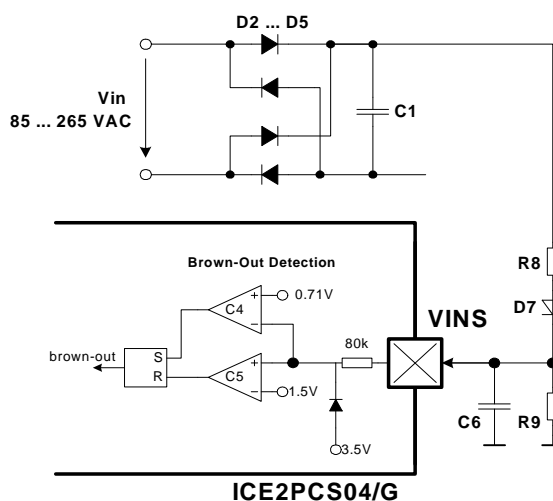 D2 ... D5
Vin
85 ... 265 VAC
C1
R8
Brown-Out Detection
D7
0.71V
VINS
C4
80k
brown-out
S
R
C5
1.5V
C6
R9
3.5V
ICE2PCS04/G